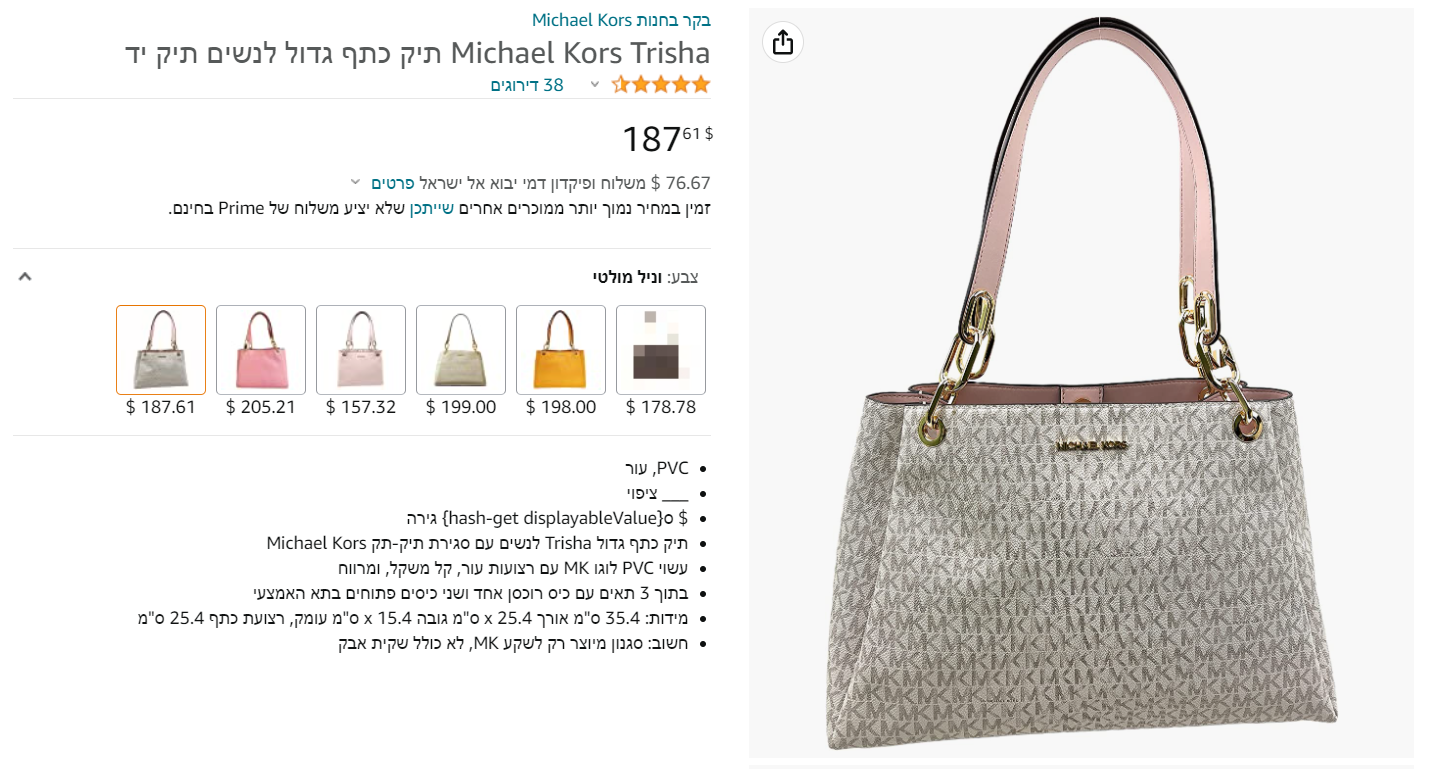 בקר בחנות Michael Kors
Michael Kors Trisha תיק כתף גדול לנשים תיק יד
38 דירוגים
187 61 $
76.67 $ משלוח ופיקדון דמי יבוא אל ישראל פרטים
זמין במחיר נמוך יותר ממוכרים אחרים שייתכן שלא יציע משלוח של Prime בחינם.
צבע: וניל מולטי
$ 187.61
$ 205.21
$ 157.32
$ 199.00
$ 198.00
$ 178.78
PVC, עור
___ ציפוי
$ ס{hash-get displayableValue} גירה
תיק כתף גדול Trisha לנשים עם סגירת תיק-תק Michael Kors
עשוי PVC לוגו MK עם רצועות עור, קל משקל, ומרווח
בתוך 3 תאים עם כיס רוכסן אחד ושני כיסים פתוחים בתא האמצעי
מידות: 35.4 ס"מ אורך x 25.4 ס"מ גובה x 15.4 ס"מ עומק, רצועת כתף 25.4 ס"מ
חשוב: סגנון מיוצר רק לשקע MK, לא כולל שקית אבק
MICHAEL KORS